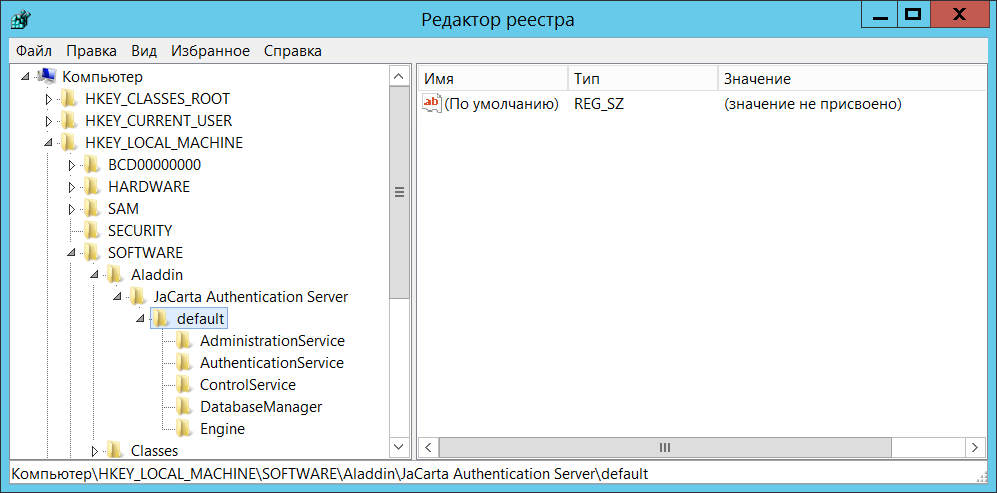 Редактор реестра
Файл Правка Вид Избранное Справка
Компьютер
HKEY_CLASSES_ROOT
HKEY_CURRENT_USER
HKEY_LOCAL_MACHINE
BCD00000000
HARDWARE
SAM
SECURITY
SOFTWARE
Aladdin
JaCarta Authentication Server
default
AdministrationService
AuthenticationService
ControlService
DatabaseManager
Engine
Classes
Имя Тип Значение
ab (По умолчанию) REG_SZ (значение не присвоено)
Компьютер\HKEY_LOCAL_MACHINE\SOFTWARE\Aladdin\JaCarta Authentication Server\default